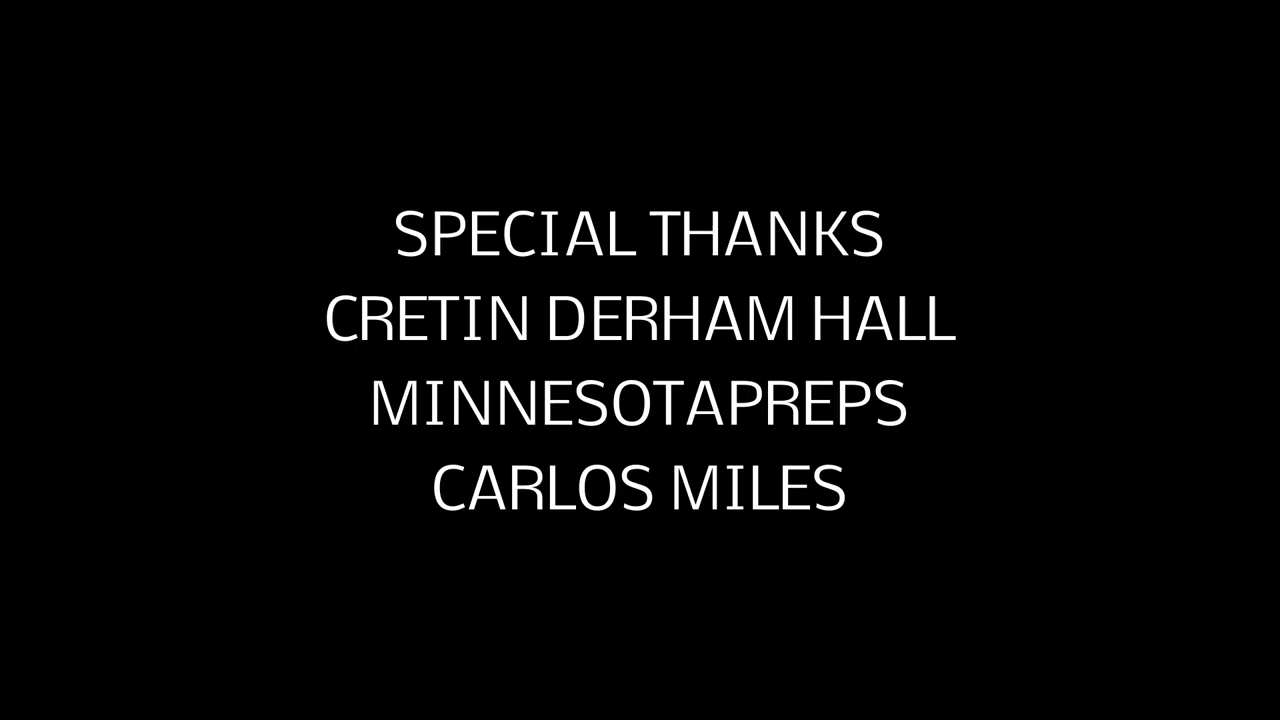 SPECIAL THANKS
CRETIN DERHAM HALL
MINNESOTAPREPS
CARLOS MILES